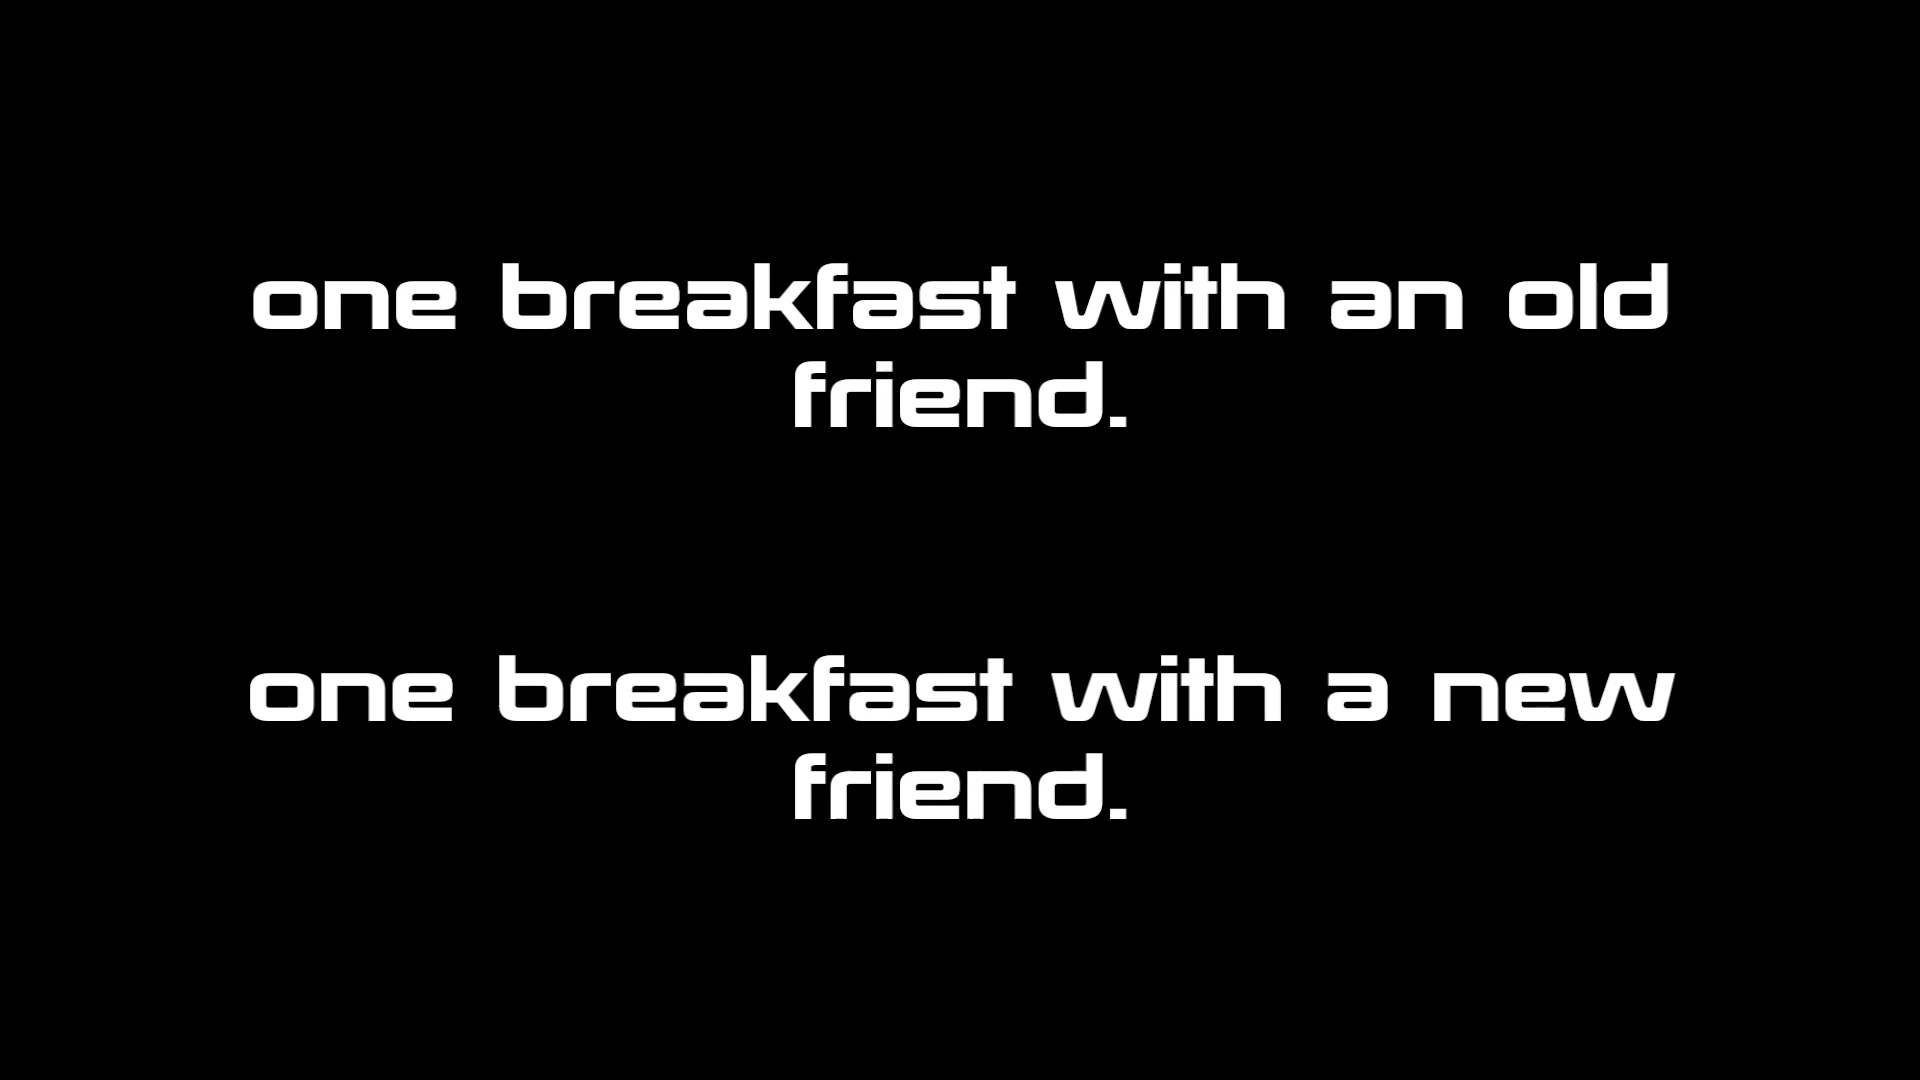 one breakfast with an old
friend.
one breakfast with a new
friend.